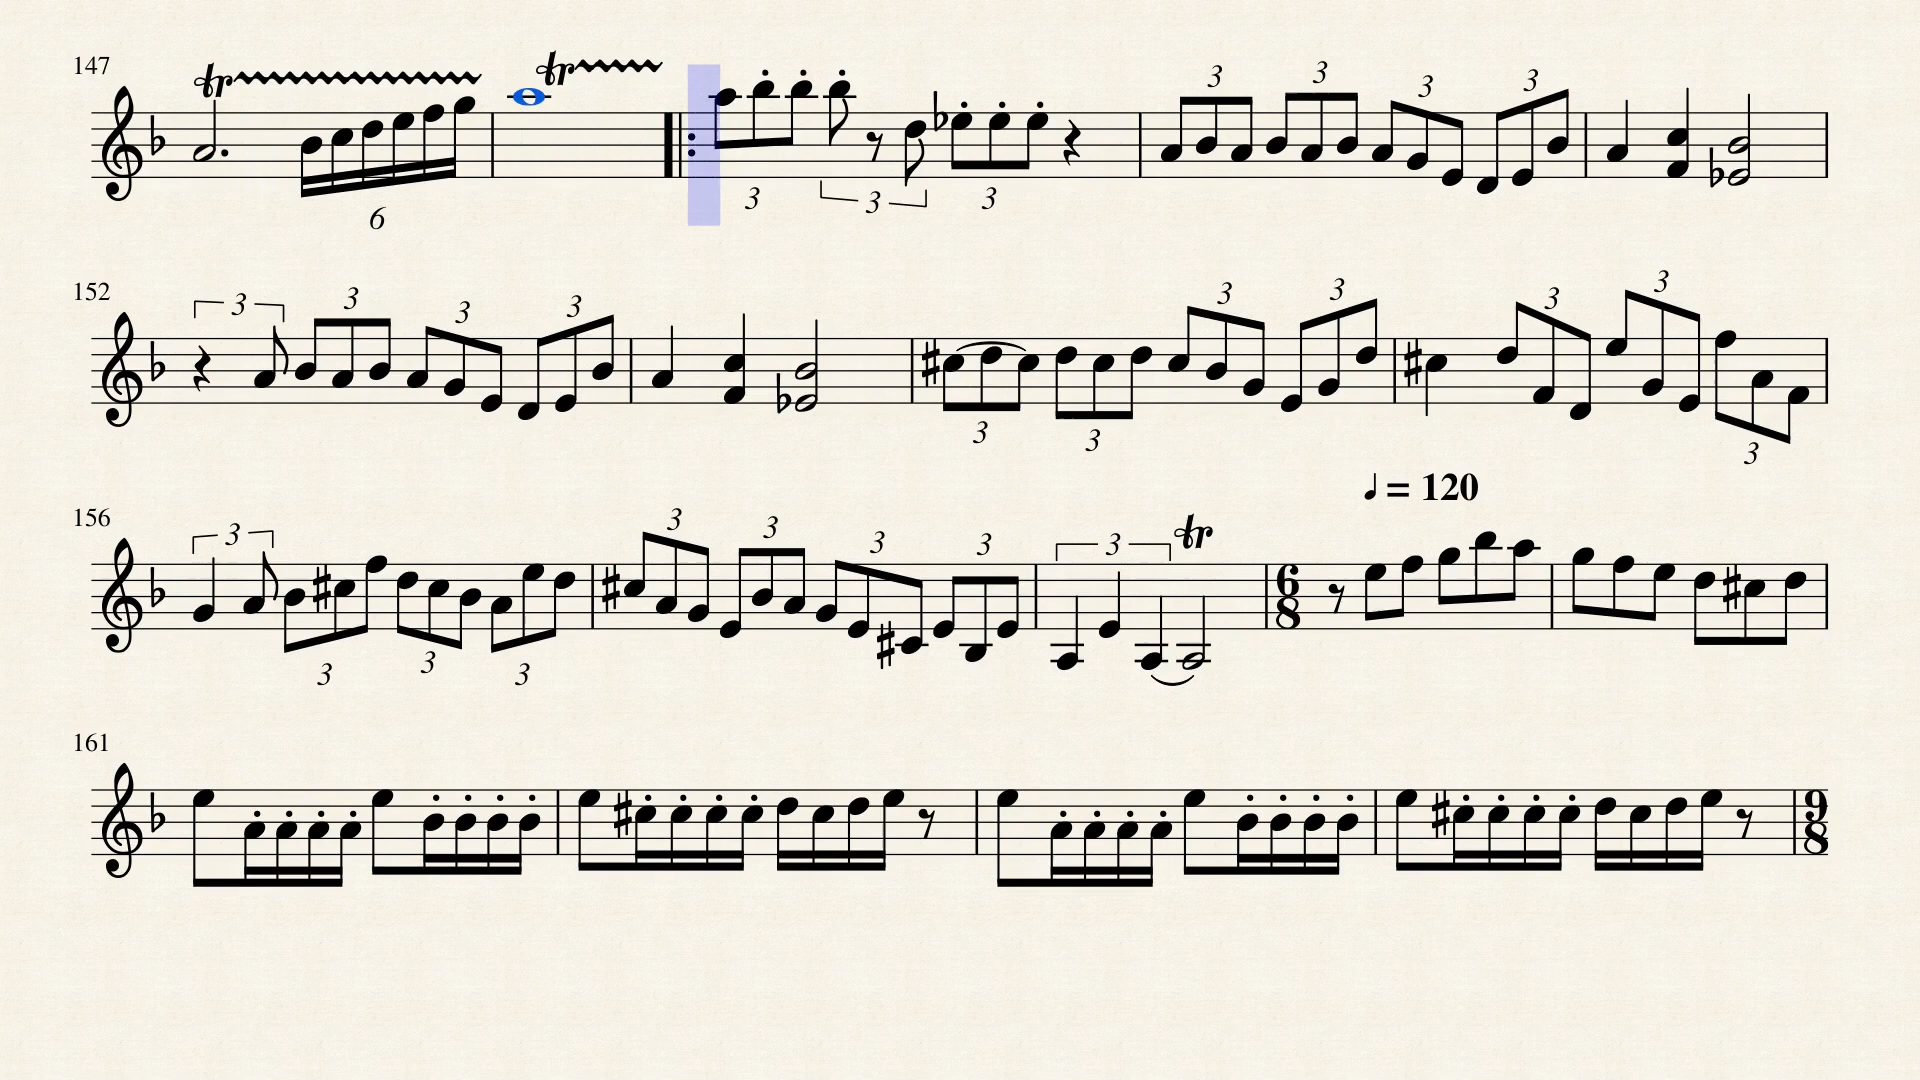 147 tr tr
3 3 3 3
6 3 3 3
152 3 3 3 3 3 3 3
3 3 3
♩ = 120
156 3 3 3 3 3 3 tr
6
8
3 3 3
161
9
8